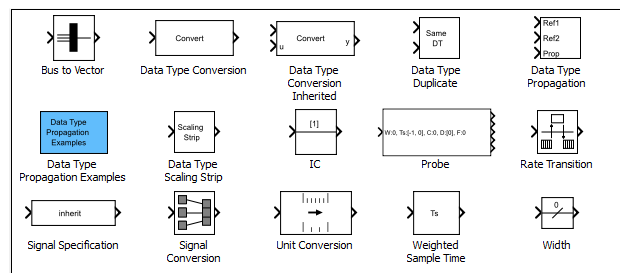 Bus to Vector
Convert
Data Type Conversion
Convert
u
y
Data Type
Conversion
Inherited
Same
DT
Data Type
Duplicate
Ref1
Ref2
Prop
Data Type
Propagation
Data Type
Propagation
Examples
Data Type
Propagation Examples
Scaling
Strip
Data Type
Scaling Strip
[1]
IC
W:0, Ts:[-1, 0], C:0, D:[0], F:0
Probe
Rate Transition
inherit
Signal Specification
Signal
Conversion
Unit Conversion
Ts
Weighted
Sample Time
0
Width